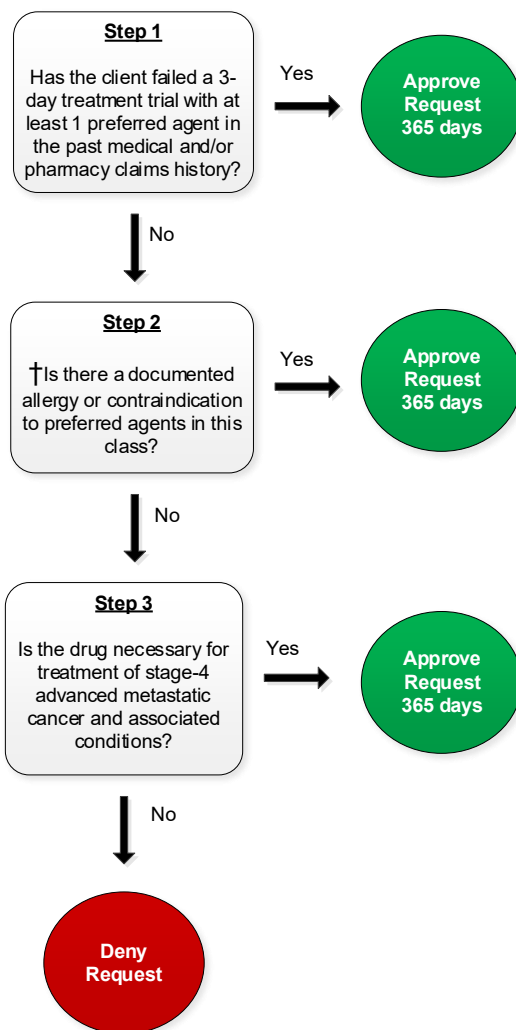 Step 1
Has the client failed a 3-
day treatment trial with at
least 1 preferred agent in
the past medical and/or
pharmacy claims history?
Yes
Approve
Request
365 days
No
Step 2
†Is there a documented
allergy or contraindication
to preferred agents in this
class?
Yes
Approve
Request
365 days
No
Step 3
Is the drug necessary for
treatment of stage-4
advanced metastatic
cancer and associated
conditions?
Yes
Approve
Request
365 days
No
Deny
Request